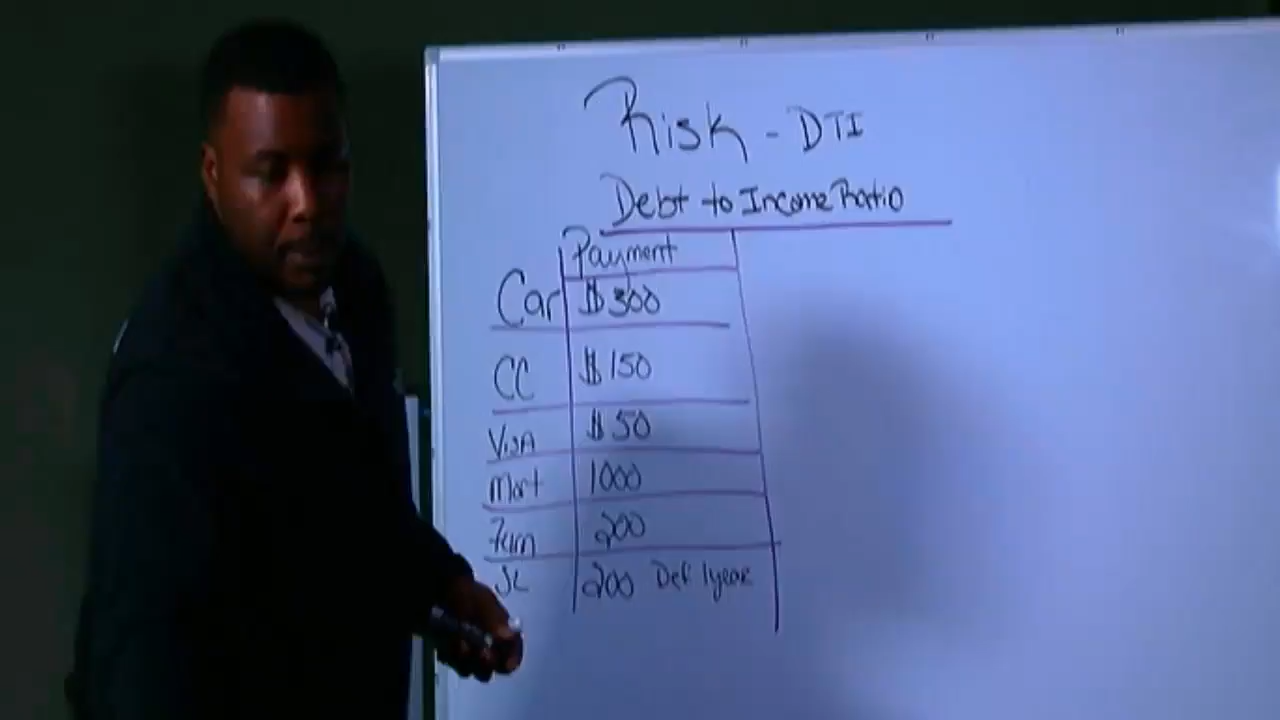 Risk - DTI
Debt to Income Ratio
Payment
Car $300
CC $150
Visa $50
Mort 1000
Furn 200
SL 200 Def 1year